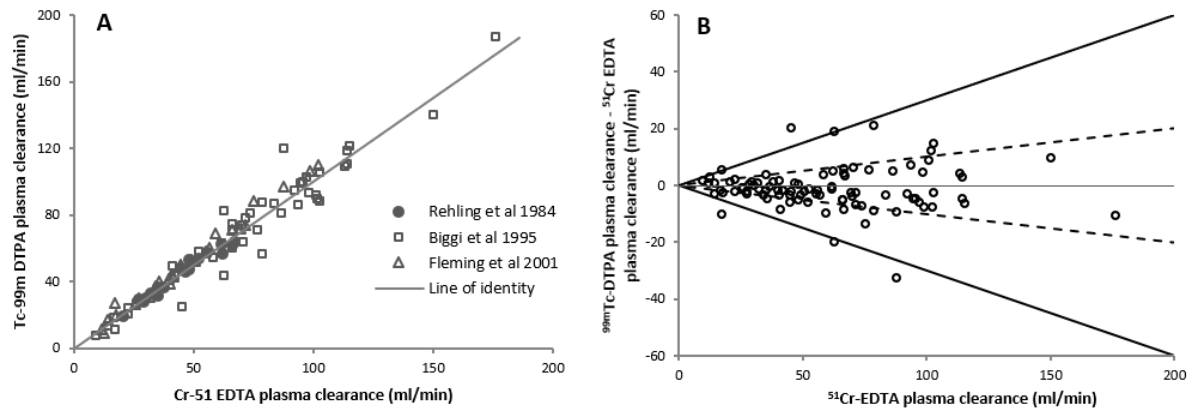 A
Tc-99m DTPA plasma clearance (ml/min)
200
160
120
80
40
0
0 50 100 150 200
Cr-51 EDTA plasma clearance (ml/min)
Rehling et al 1984
Biggi et al 1995
Fleming et al 2001
Line of identity
B
99mTc-DTPA plasma clearance - 51Cr EDTA
plasma clearance (ml/min)
60
40
20
0
-20
-40
-60
0 50 100 150 200
51Cr-EDTA plasma clearance (ml/min)